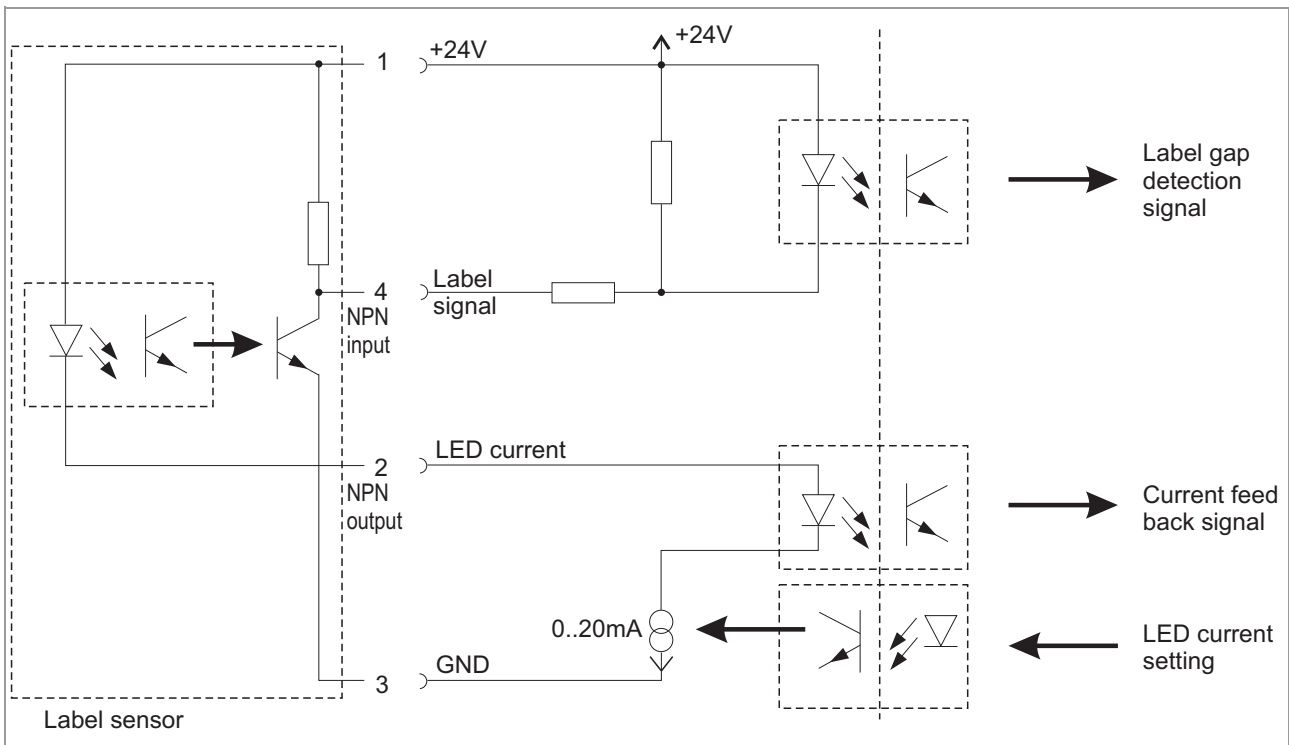 +24V
1
+24V
Label gap
detection
signal
4
Label
signal
NPN
input
2
LED current
NPN
output
Current feed
back signal
0..20mA
LED current
setting
3
GND
Label sensor